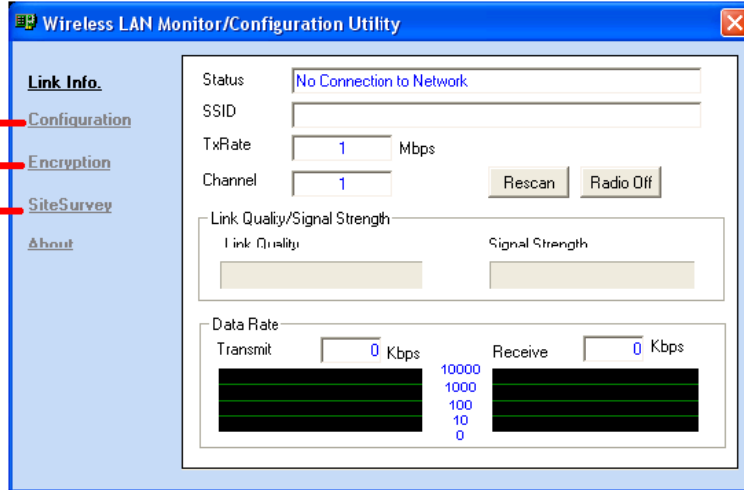 Wireless LAN Monitor/Configuration Utility
Link Info.
Configuration
Encryption
SiteSurvey
About
Status No Connection to Network
SSID
TxRate 1 Mbps
Channel 1 Rescan Radio Off
Link Quality/Signal Strength
Link Quality Signal Strength
Data Rate
Transmit 0 Kbps Receive 0 Kbps
10000
1000
100
10
0